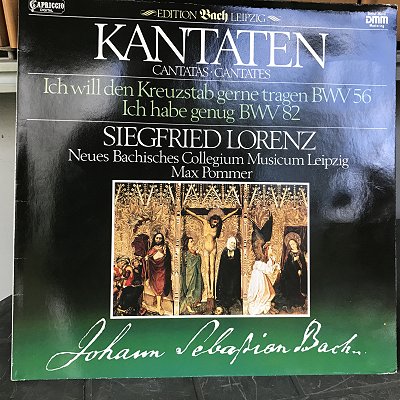 CAPRICCIO
DIGITAL
EDITION Bach LEIPZIG
DMM
KANTATEN
CANTATAS · CANTATES
Ich will den Kreuzstab gerne tragen BWV 56
Ich habe genug BWV 82
SIEGFRIED LORENZ
Neues Bachisches Collegium Musicum Leipzig
Max Pommer
Johann Sebastian Bach